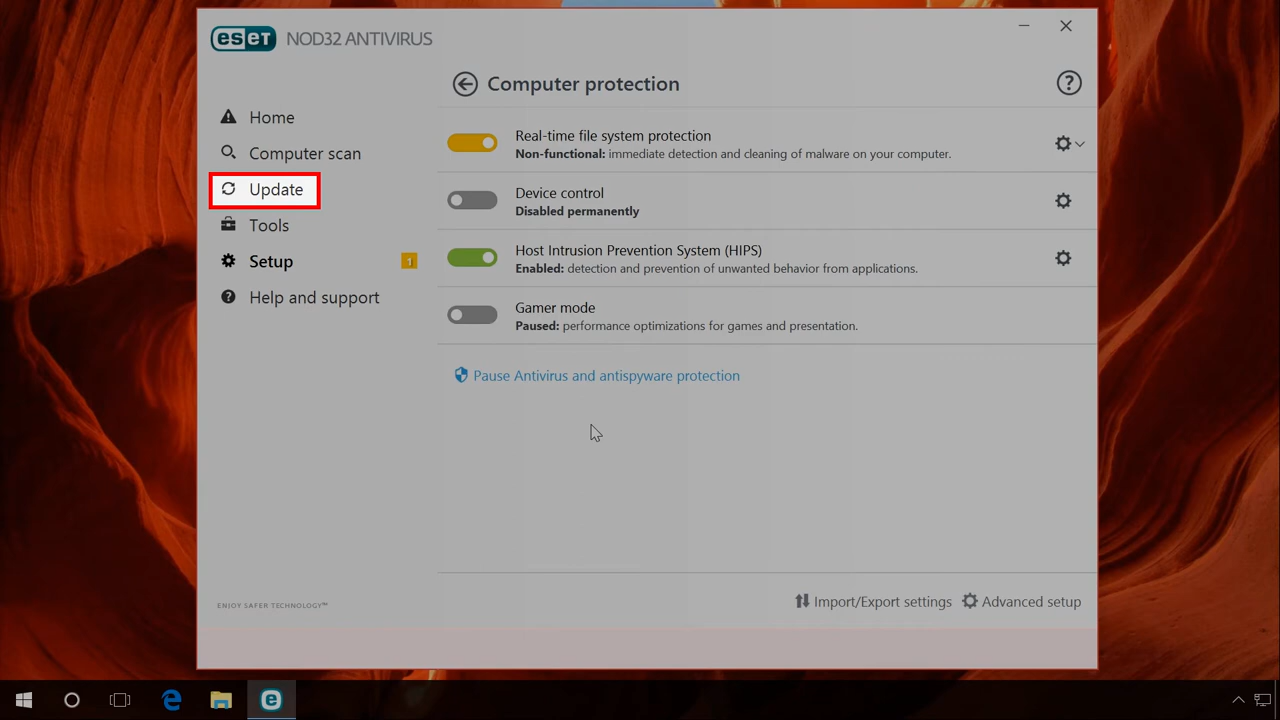 eset NOD32 ANTIVIRUS
Computer protection
Home
Computer scan
Update
Tools
Setup 1
Help and support
Real-time file system protection
Non-functional: immediate detection and cleaning of malware on your computer.
Device control
Disabled permanently
Host Intrusion Prevention System (HIPS)
Enabled: detection and prevention of unwanted behavior from applications.
Gamer mode
Paused: performance optimizations for games and presentation.
Pause Antivirus and antispyware protection
ENJOY SAFER TECHNOLOGY™
Import/Export settings Advanced setup